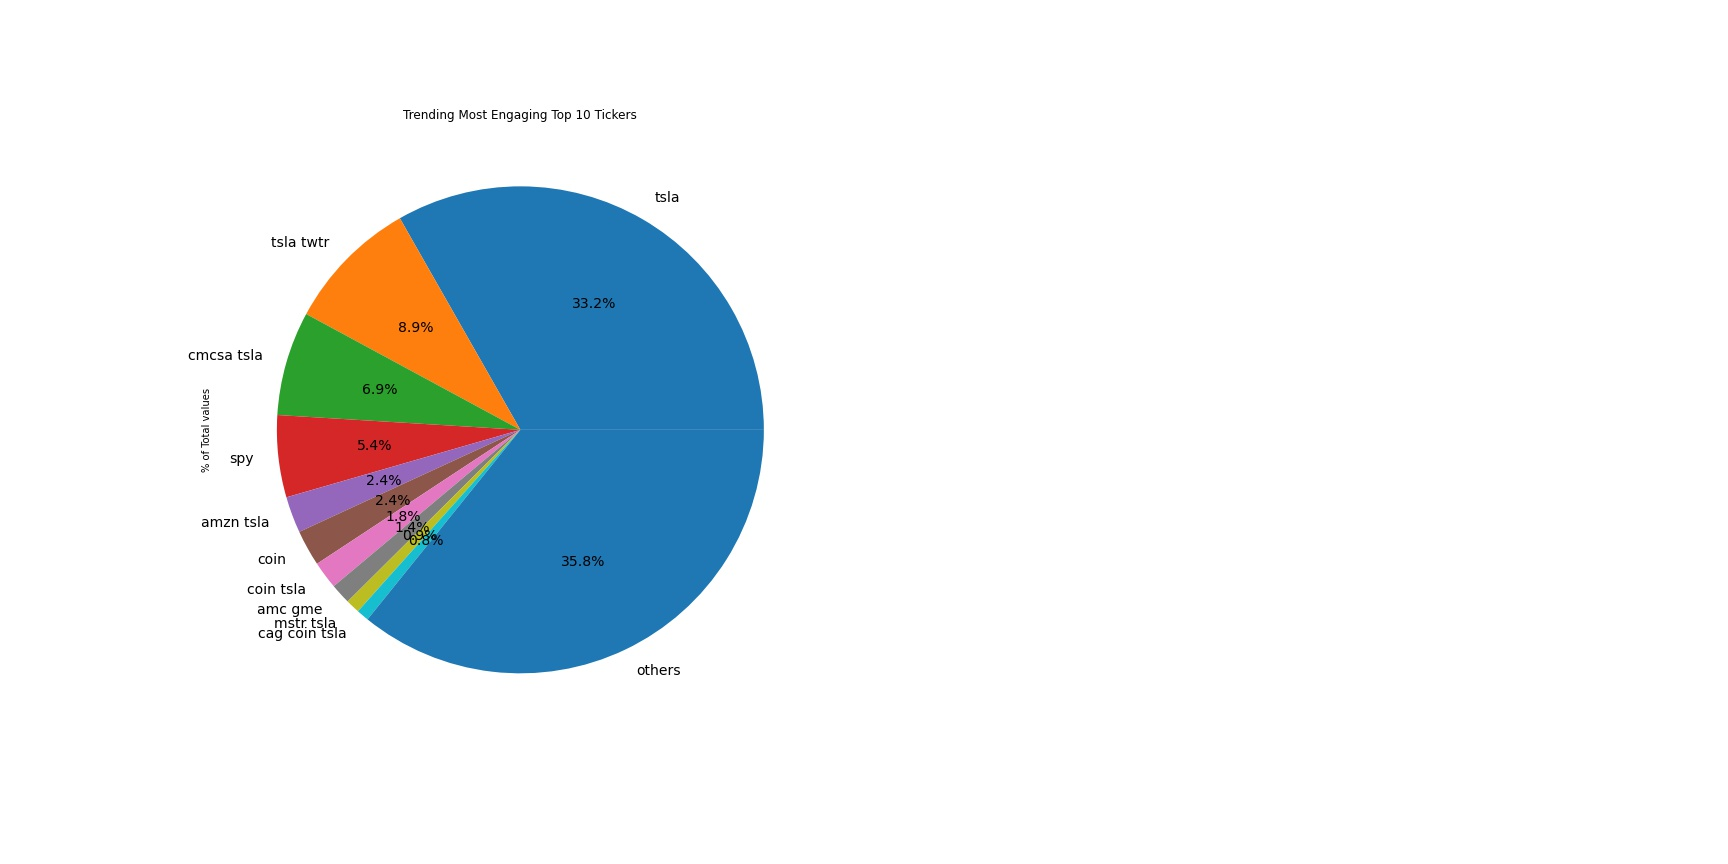 Trending Most Engaging Top 10 Tickers
tsla
33.2%
tsla twtr
8.9%
cmcsa tsla
6.9%
% of Total values
spy
5.4%
amzn tsla
2.4%
coin
2.4%
coin tsla
1.8%
amc gme
1.4%
mstr tsla
0.9%
cag coin tsla
0.8%
others
35.8%